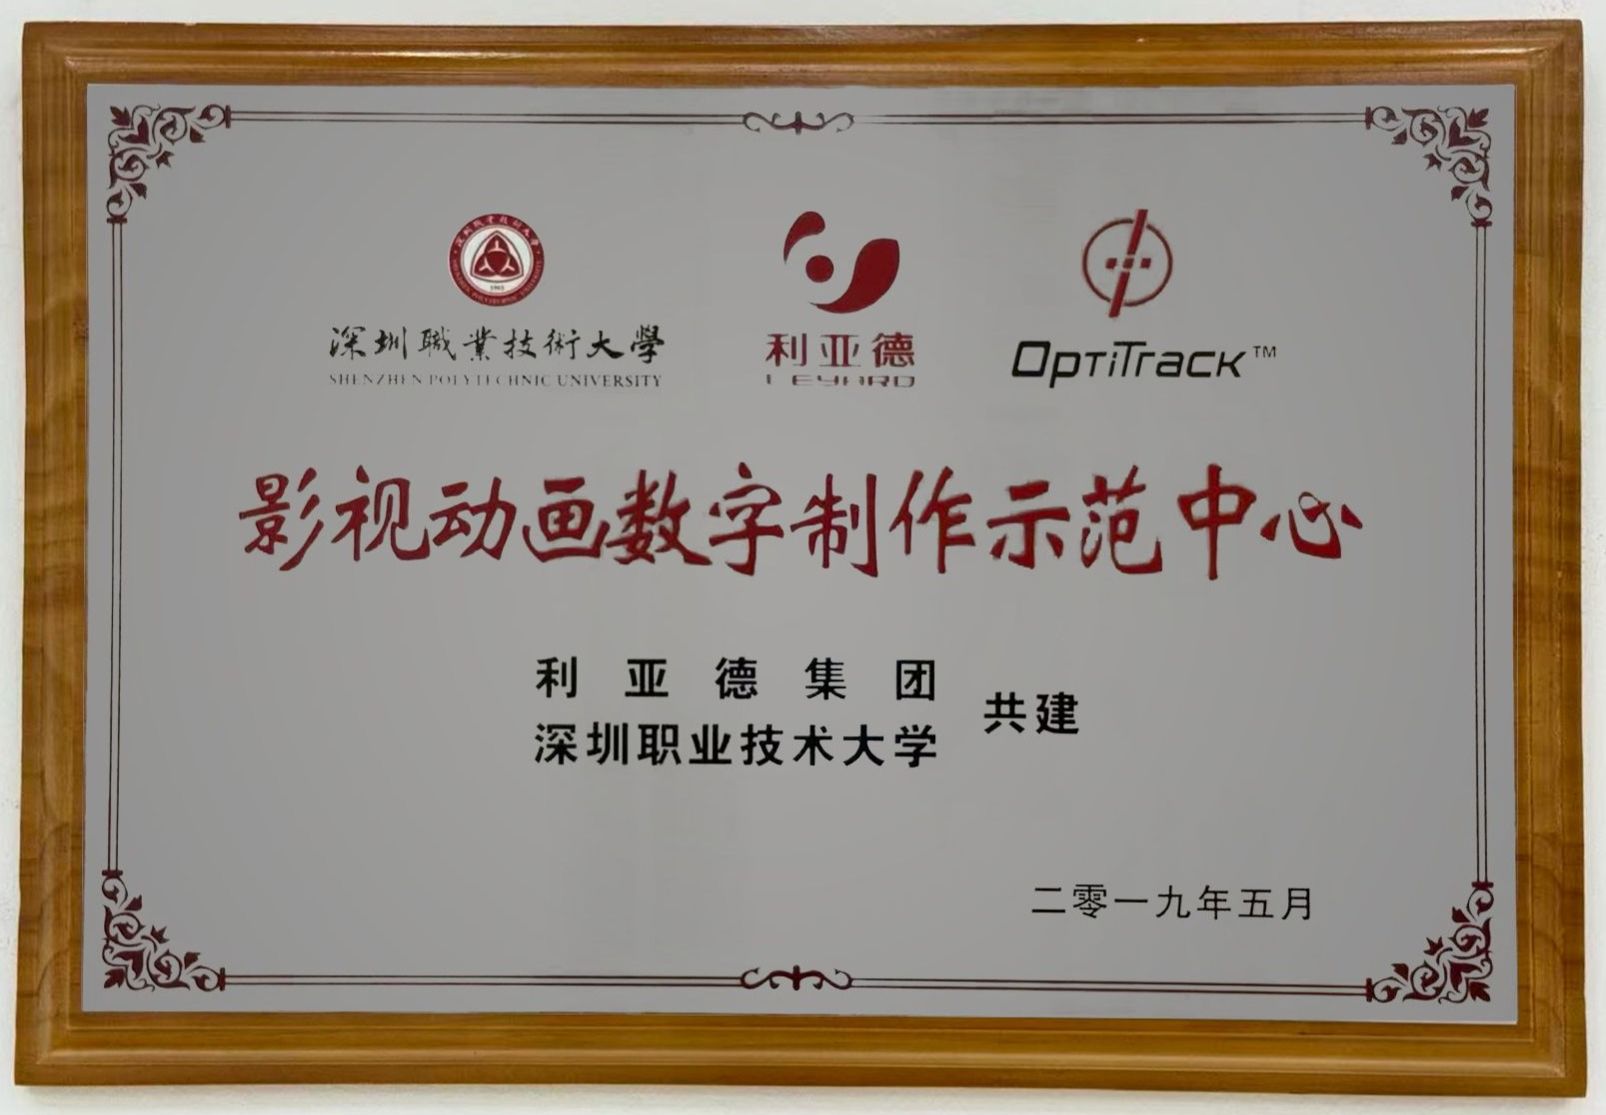 深圳職業技術大學
SHENZHEN POLYTECHNIC UNIVERSITY
利亚德
LEYARD
OptiTrack™
影视动画数字制作示范中心
利亚德集团
深圳职业技术大学
共建
二零一九年五月